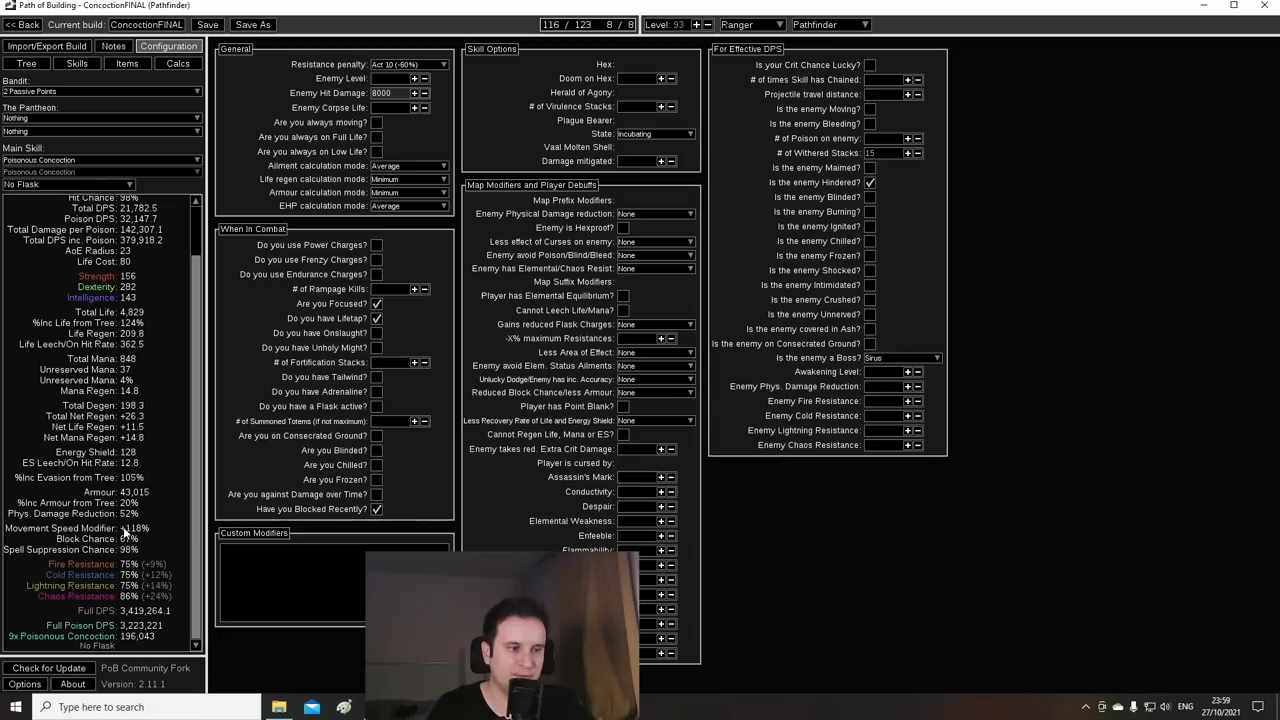 Path of Building - ConcoctionFINAL (Pathfinder)
<< Back Current build: ConcoctionFINAL Save Save As 116 / 123 8 / 8 Level: 93 + - Ranger Pathfinder
Import/Export Build Notes Configuration
Tree Skills Items Calcs
Bandit:
2 Passive Points
The Pantheon:
Nothing
Nothing
Main Skill:
Poisonous Concoction
Poisonous Concoction
No Flask
Hit Chance: 98%
Total DPS: 21,782.5
Poison DPS: 32,147.7
Total Damage per Poison: 142,307.1
Total DPS inc. Poison: 379,918.2
AoE Radius: 23
Life Cost: 80
Strength: 156
Dexterity: 282
Intelligence: 143
Total Life: 4,829
%Inc Life from Tree: 124%
Life Regen: 209.8
Life Leech/On Hit Rate: 362.5
Total Mana: 848
Unreserved Mana: 37
Unreserved Mana: 4%
Mana Regen: 14.8
Total Degen: 198.3
Total Net Regen: +26.3
Net Life Regen: +11.5
Net Mana Regen: +14.8
Energy Shield: 128
ES Leech/On Hit Rate: 12.8
%Inc Evasion from Tree: 105%
Armour: 43,015
%Inc Armour from Tree: 20%
Phys. Damage Reduction: 52%
Movement Speed Modifier: +118%
Block Chance:
Spell Suppression Chance: 98%
Fire Resistance: 75% (+9%)
Cold Resistance: 75% (+12%)
Lightning Resistance: 75% (+14%)
Chaos Resistance: 86% (+24%)
Full DPS: 3,419,264.1
Full Poison DPS: 3,223,221
9x Poisonous Concoction: 196,043
No Flask
Check for Update PoB Community Fork
Options About Version: 2.11.1
General
Resistance penalty: Act 10 (-60%)
Enemy Level: + -
Enemy Hit Damage: 8000 + -
Enemy Corpse Life: + -
Are you always moving?
Are you always on Full Life?
Are you always on Low Life?
Ailment calculation mode: Average
Life regen calculation mode: Minimum
Armour calculation mode: Minimum
EHP calculation mode: Average
When In Combat
Do you use Power Charges?
Do you use Frenzy Charges?
Do you use Endurance Charges?
# of Rampage Kills: + -
Are you Focused?
Do you have Lifetap?
Do you have Onslaught?
Do you have Unholy Might?
# of Fortification Stacks: + -
Do you have Tailwind?
Do you have Adrenaline?
Do you have a Flask active?
# of Summoned Totems (if not maximum): + -
Are you on Consecrated Ground?
Are you Blinded?
Are you Chilled?
Are you Frozen?
Are you against Damage over Time?
Have you Blocked Recently?
Custom Modifiers
Skill Options
Hex:
Doom on Hex: + -
Herald of Agony:
# of Virulence Stacks: + -
Plague Bearer:
State: Incubating
Vaal Molten Shell:
Damage mitigated: + -
Map Modifiers and Player Debuffs
Map Prefix Modifiers:
Enemy Physical Damage reduction: None
Enemy is Hexproof?
Less effect of Curses on enemy: None
Enemy avoid Poison/Blind/Bleed: None
Enemy has Elemental/Chaos Resist: None
Map Suffix Modifiers:
Player has Elemental Equilibrium?
Cannot Leech Life/Mana?
Gains reduced Flask Charges: None
-X% maximum Resistances: + -
Less Area of Effect: None
Enemy avoid Elem. Status Ailments: None
Unlucky Dodge/Enemy has inc. Accuracy: None
Reduced Block Chance/less Armour: None
Player has Point Blank?
Less Recovery Rate of Life and Energy Shield: None
Cannot Regen Life, Mana or ES?
Enemy takes red. Extra Crit Damage: + -
Player is cursed by:
Assassin's Mark: + -
Conductivity: + -
Despair: + -
Elemental Weakness: + -
Enfeeble: + -
Flammability: + -
For Effective DPS
Is your Crit Chance Lucky?
# of times Skill has Chained: + -
Projectile travel distance: + -
Is the enemy Moving?
Is the enemy Bleeding?
# of Poison on enemy: + -
# of Withered Stacks: 15 + -
Is the enemy Maimed?
Is the enemy Hindered?
Is the enemy Blinded?
Is the enemy Burning?
Is the enemy Ignited?
Is the enemy Chilled?
Is the enemy Frozen?
Is the enemy Shocked?
Is the enemy Intimidated?
Is the enemy Crushed?
Is the enemy Unnerved?
Is the enemy covered in Ash?
Is the enemy on Consecrated Ground?
Is the enemy a Boss? Sirus
Awakening Level: + -
Enemy Phys. Damage Reduction: + -
Enemy Fire Resistance: + -
Enemy Cold Resistance: + -
Enemy Lightning Resistance: + -
Enemy Chaos Resistance: + -
Type here to search
ENG
23:59
27/10/2021